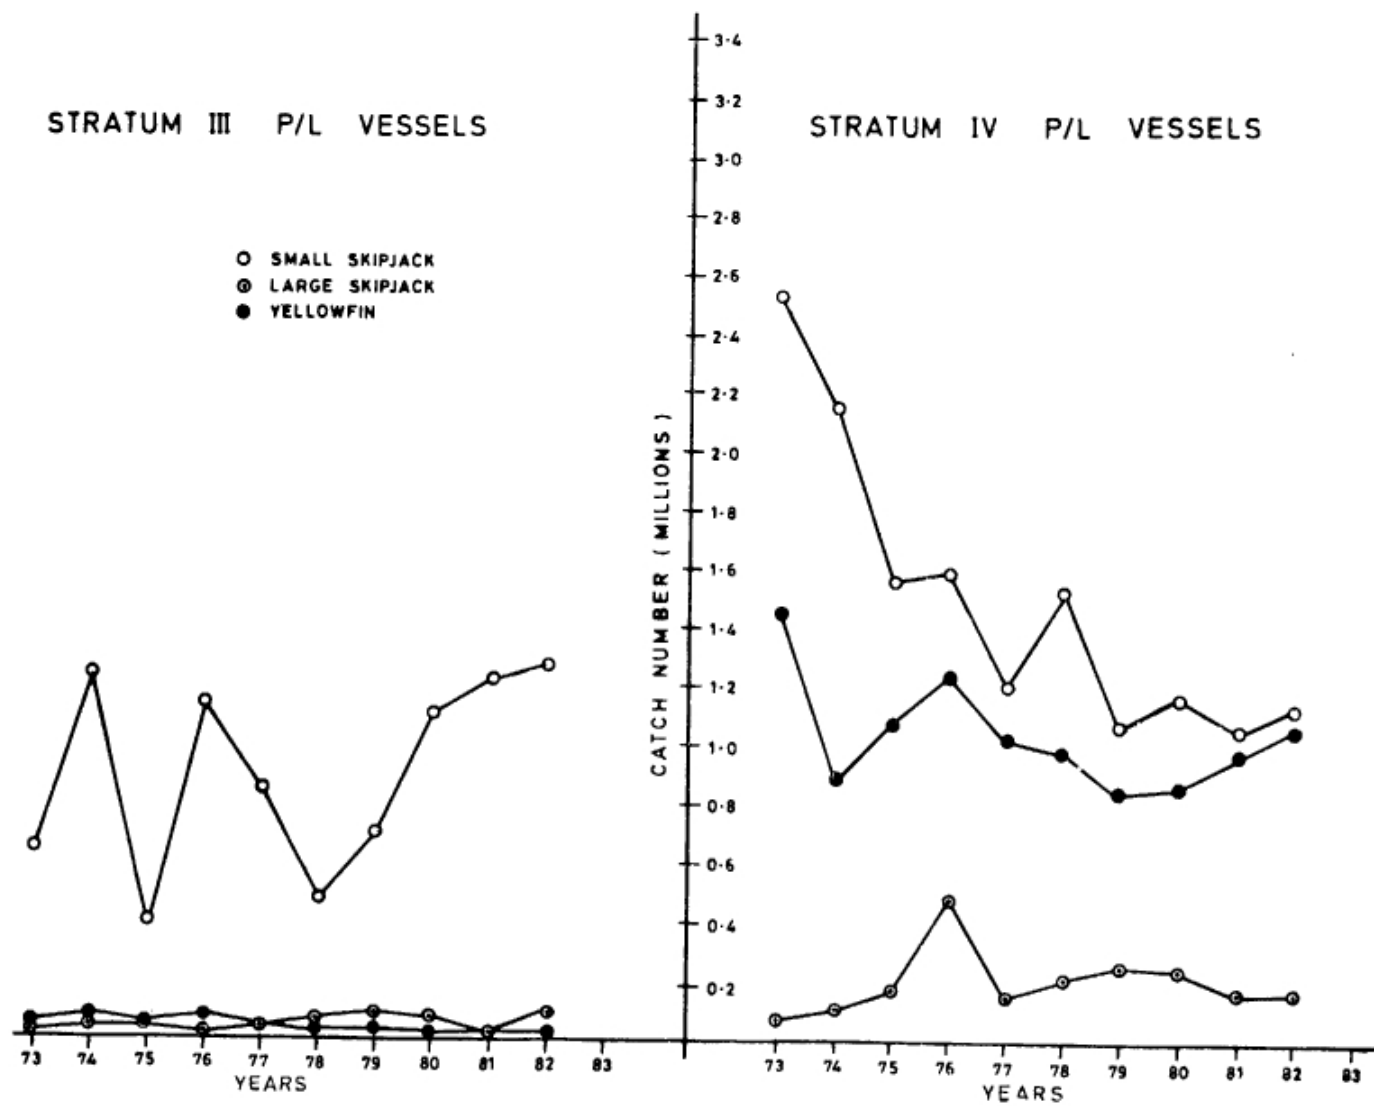 STRATUM III P/L VESSELS
STRATUM IV P/L VESSELS
SMALL SKIPJACK
LARGE SKIPJACK
YELLOWFIN
CATCH NUMBER (MILLIONS)
3·4
3·2
3·0
2·8
2·6
2·4
2·2
2·0
1·8
1·6
1·4
1·2
1·0
0·8
0·6
0·4
0·2
73 74 75 76 77 78 79 80 81 82 83
YEARS
73 74 75 76 77 78 79 80 81 82 83
YEARS